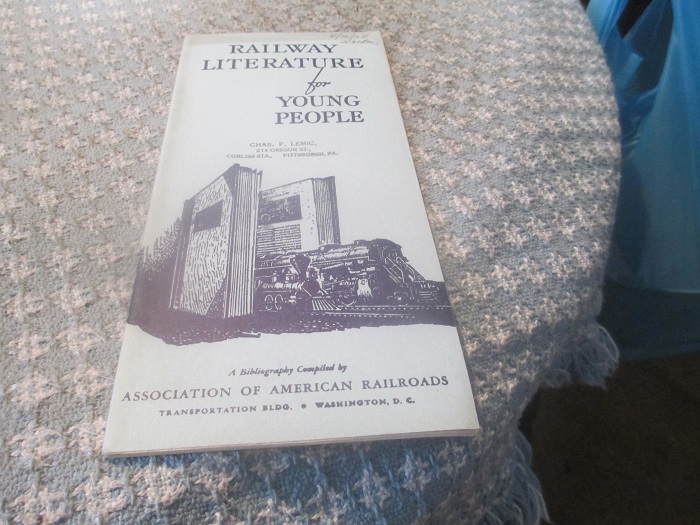 RAILWAY
LITERATURE
for
YOUNG
PEOPLE
CHAS. F. LEMIC,
214 OREGON ST.,
CORLISS STA., PITTSBURGH, PA.
A Bibliography Compiled by
ASSOCIATION OF AMERICAN RAILROADS
TRANSPORTATION BLDG. • WASHINGTON, D. C.